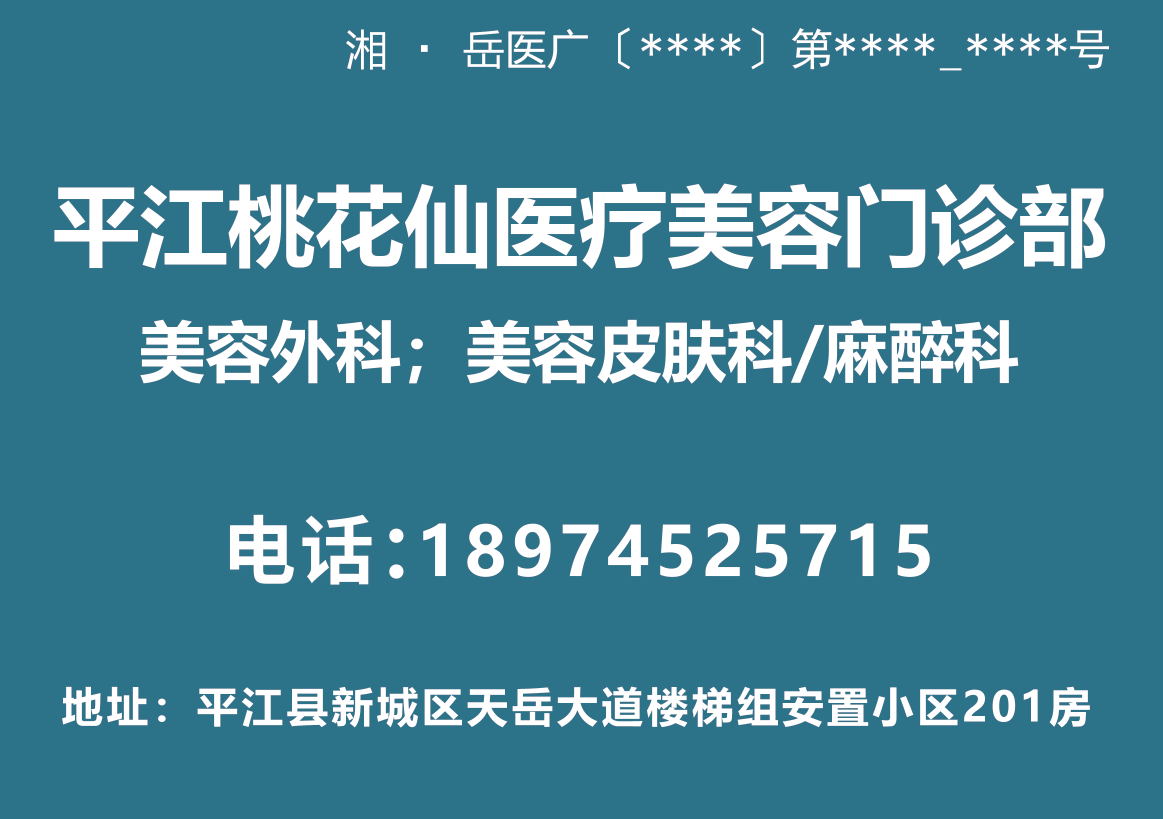 湘 · 岳医广〔****〕第****_****号
平江桃花仙医疗美容门诊部
美容外科；美容皮肤科/麻醉科
电话：18974525715
地址：平江县新城区天岳大道楼梯组安置小区201房